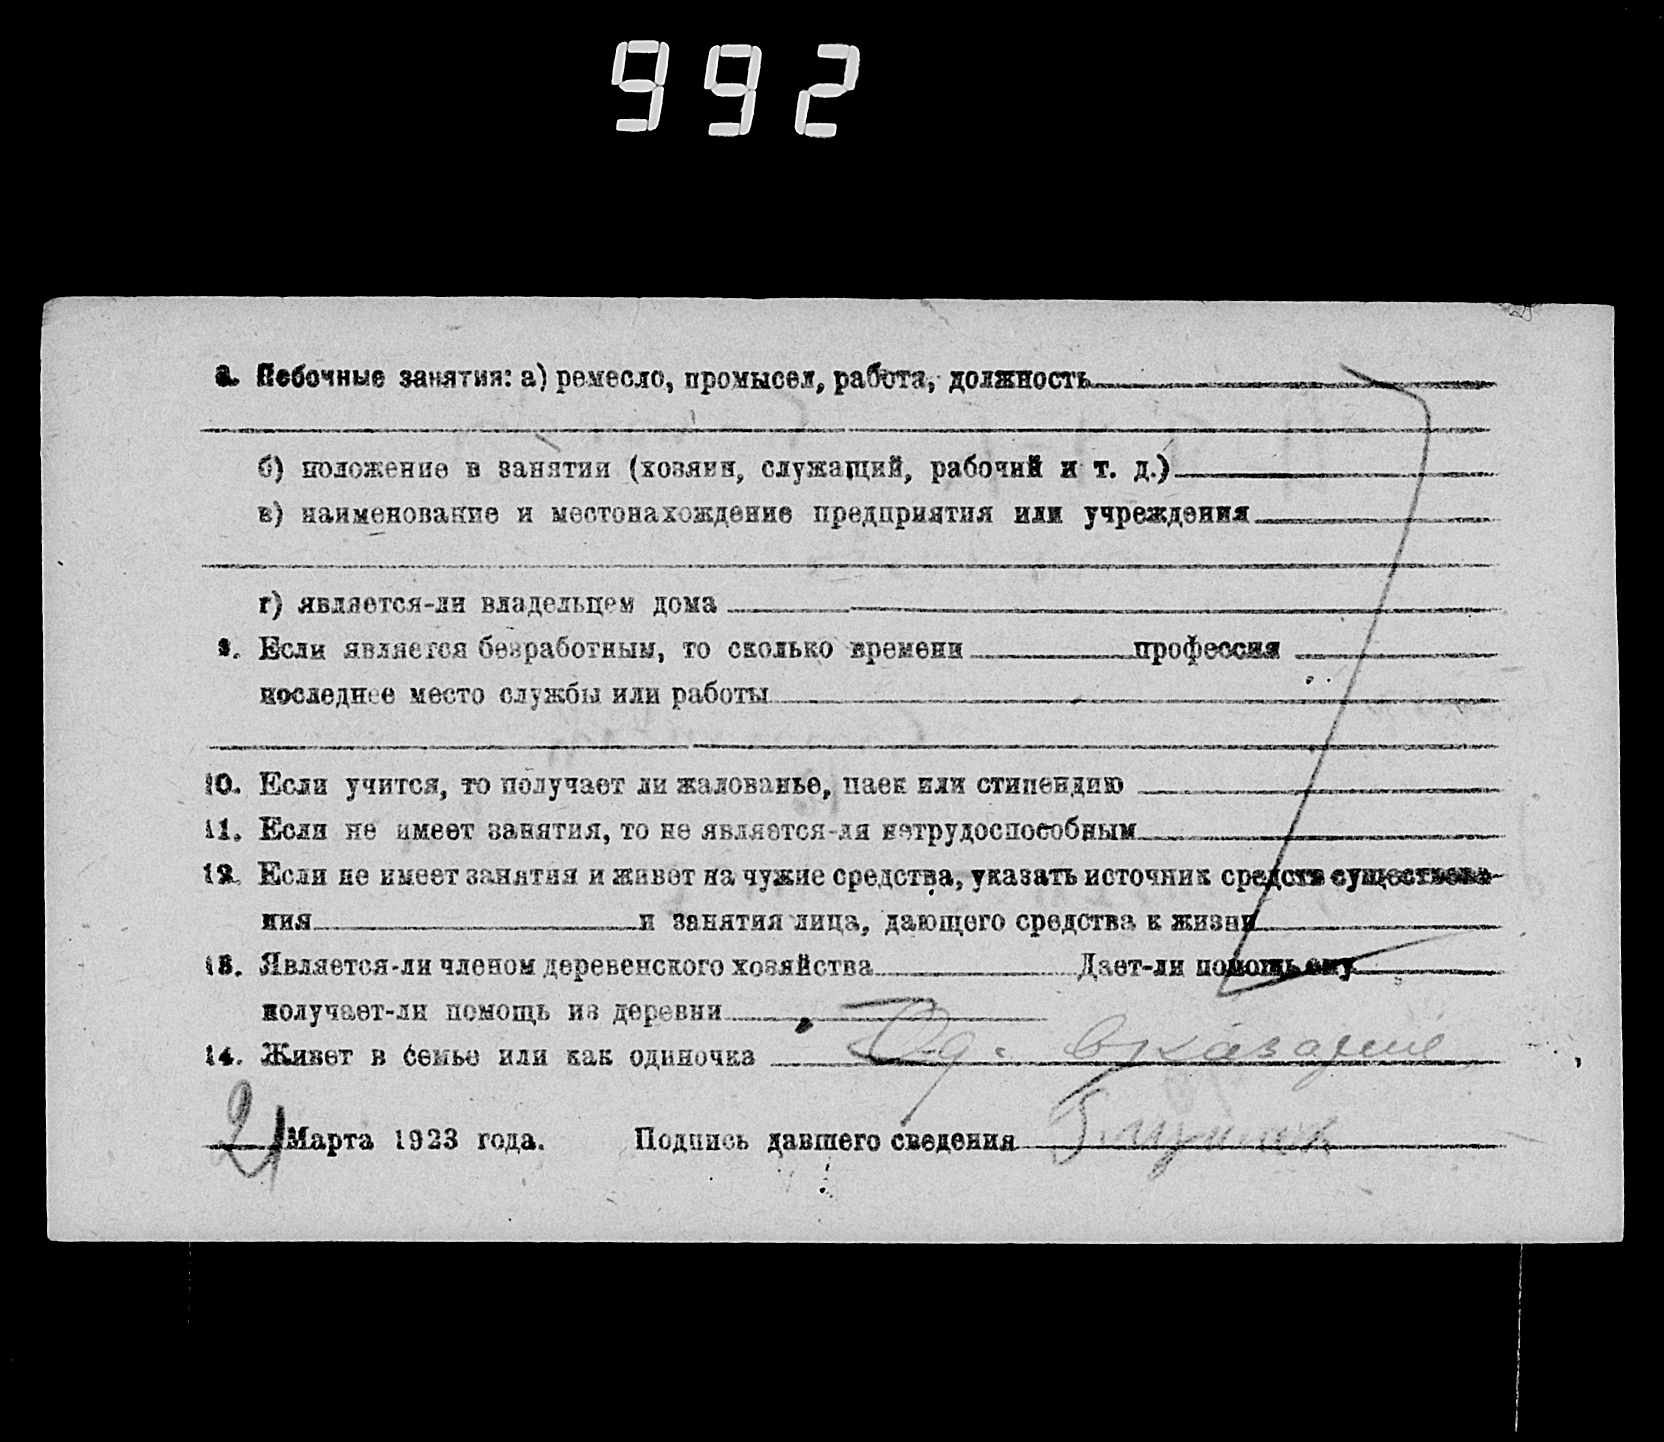 992
8. Побочные занятия: а) ремесло, промысел, работа, должность
б) положение в занятии (хозяин, служащий, рабочий и т. д.)
в) наименование и местонахождение предприятия или учреждения
г) является-ли владельцем дома
9. Если является безработным, то сколько времени профессия
последнее место службы или работы
10. Если учится, то получает ли жалованье, паек или стипендию
11. Если не имеет занятия, то не является-ля нетрудоспособным
12. Если не имеет занятия и живет на чужие средства, указать источник средств существова-
ния и занятия лица, дающего средства к жизни
13. Является-ли членом деревенского хозяйства Дает-ли помощь ему
получает-ли помощь из деревни
14. Живет в семье или как одиночка в казарме
21 Марта 1923 года. Подпись давшего сведения